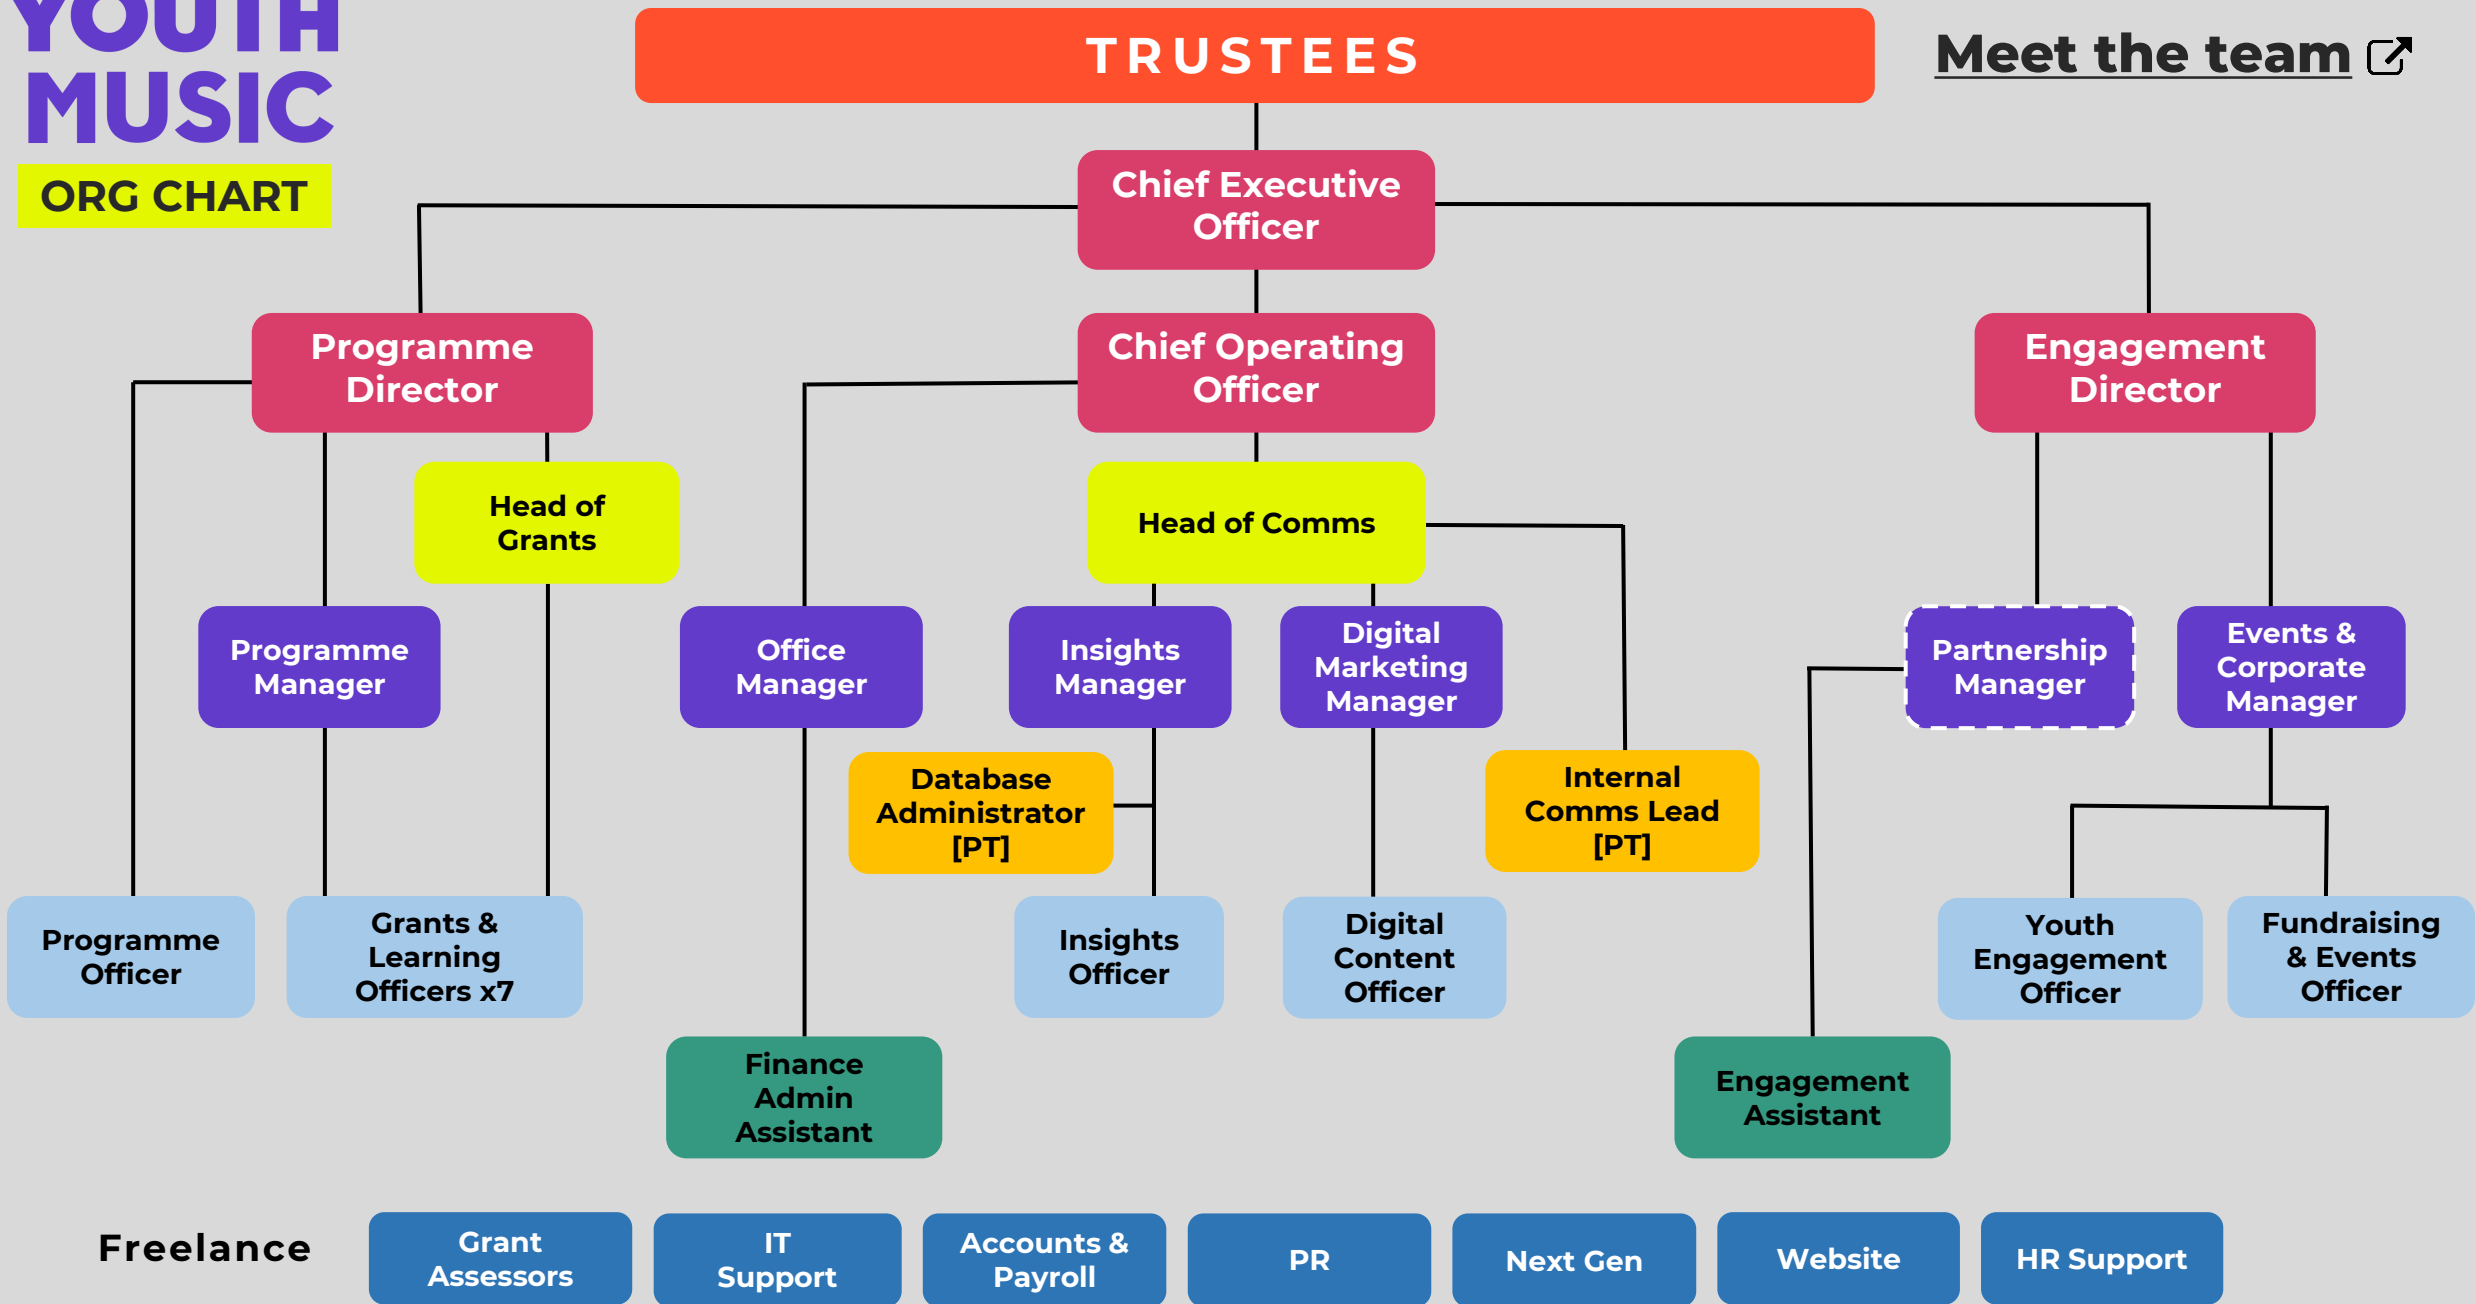 YOUTH
MUSIC
ORG CHART
TRUSTEES
Meet the team
Chief Executive
Officer
Programme
Director
Chief Operating
Officer
Engagement
Director
Head of
Grants
Head of Comms
Programme
Manager
Office
Manager
Insights
Manager
Digital
Marketing
Manager
Partnership
Manager
Events &
Corporate
Manager
Database
Administrator
[PT]
Internal
Comms Lead
[PT]
Programme
Officer
Grants &
Learning
Officers x7
Insights
Officer
Digital
Content
Officer
Youth
Engagement
Officer
Fundraising
& Events
Officer
Finance
Admin
Assistant
Engagement
Assistant
Freelance
Grant
Assessors
IT
Support
Accounts &
Payroll
PR
Next Gen
Website
HR Support